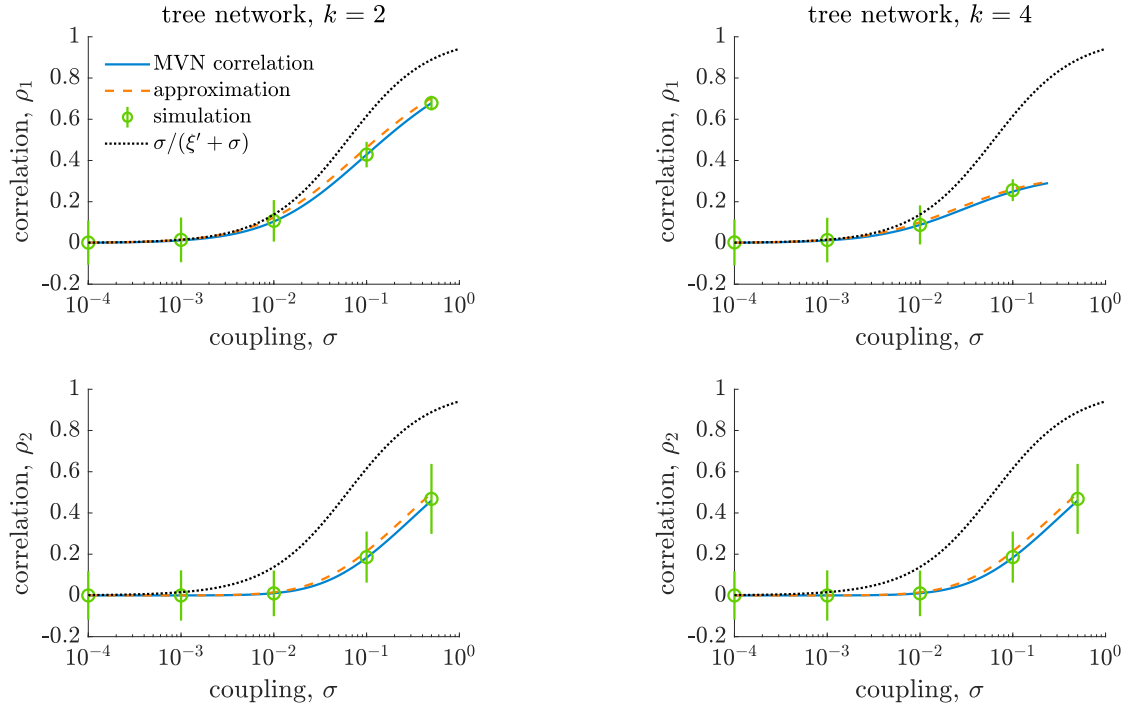 tree network, k = 2
1
0.8
0.6
0.4
0.2
0
-0.2
correlation, ρ₁
MVN correlation
approximation
simulation
σ/(ξ′ + σ)
10⁻⁴ 10⁻³ 10⁻² 10⁻¹ 10⁰
coupling, σ
tree network, k = 4
1
0.8
0.6
0.4
0.2
0
-0.2
correlation, ρ₁
10⁻⁴ 10⁻³ 10⁻² 10⁻¹ 10⁰
coupling, σ
1
0.8
0.6
0.4
0.2
0
-0.2
correlation, ρ₂
10⁻⁴ 10⁻³ 10⁻² 10⁻¹ 10⁰
coupling, σ
1
0.8
0.6
0.4
0.2
0
-0.2
correlation, ρ₂
10⁻⁴ 10⁻³ 10⁻² 10⁻¹ 10⁰
coupling, σ